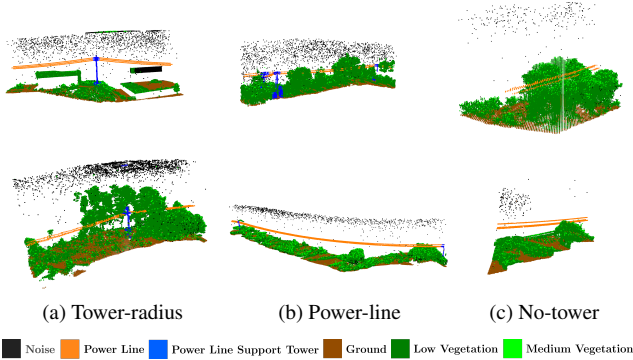 (a) Tower-radius (b) Power-line (c) No-tower
Noise Power Line Power Line Support Tower Ground Low Vegetation Medium Vegetation